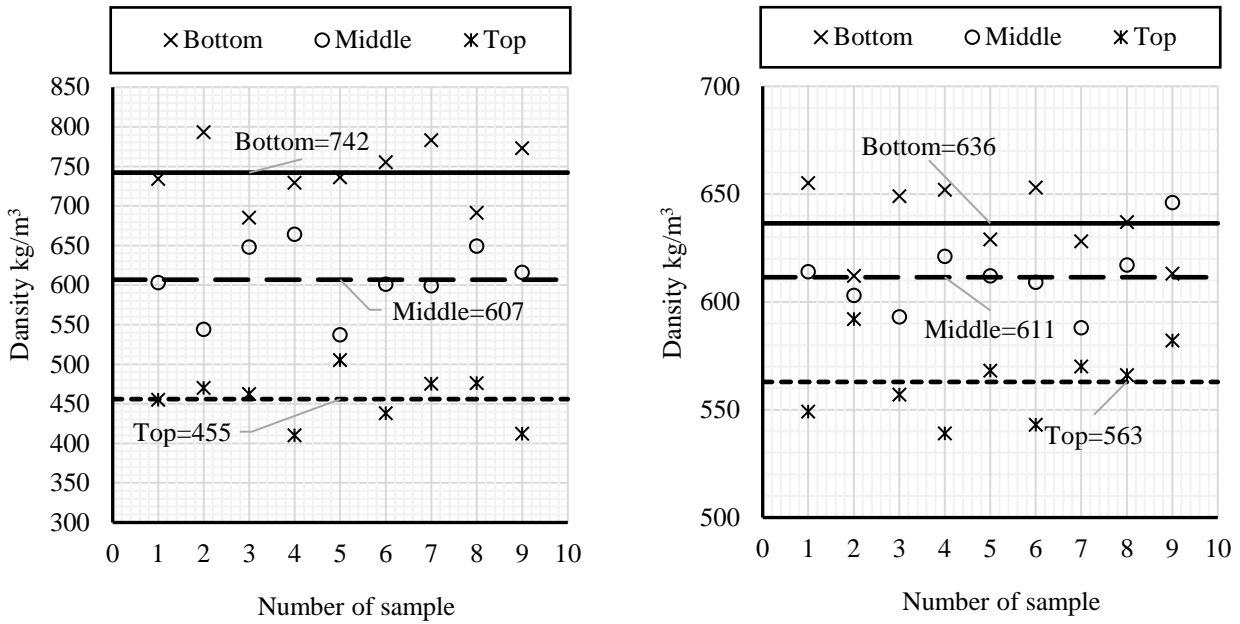 Bottom Middle Top
850
800
750
700
650
600
550
500
450
400
350
300
Dansity kg/m³
Bottom=742
Middle=607
Top=455
0 1 2 3 4 5 6 7 8 9 10
Number of sample
Bottom Middle Top
700
650
600
550
500
Dansity kg/m³
Bottom=636
Middle=611
Top=563
0 1 2 3 4 5 6 7 8 9 10
Number of sample